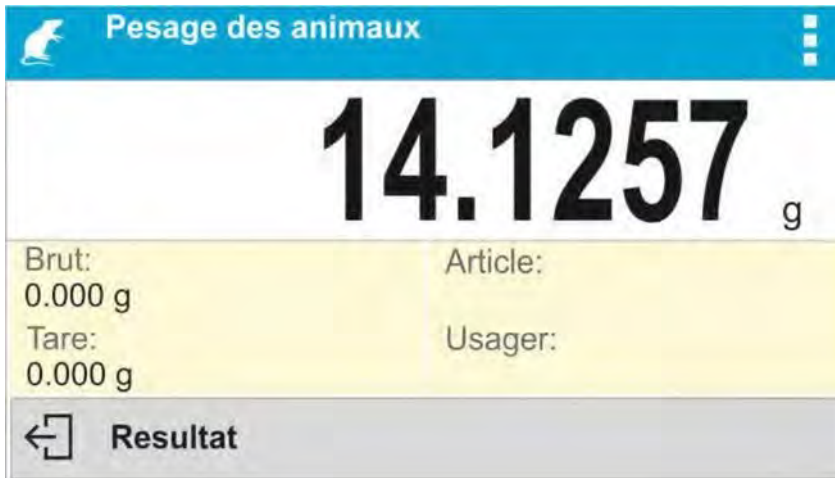 Pesage des animaux
14.1257 g
Brut:
0.000 g
Article:
Tare:
0.000 g
Usager:
Resultat